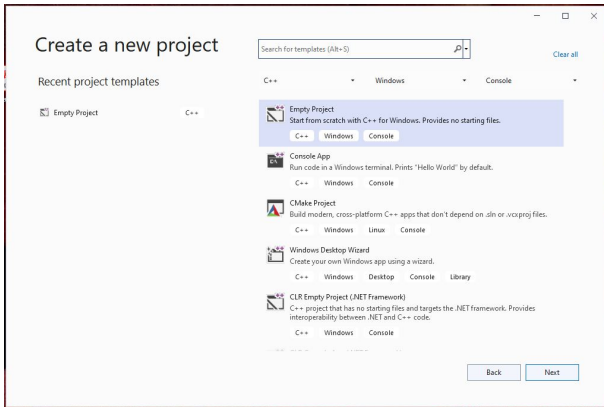 Create a new project
Search for templates (Alt+S)
Clear all
Recent project templates
Empty Project C++
C++ Windows Console
Empty Project
Start from scratch with C++ for Windows. Provides no starting files.
C++ Windows Console
Console App
Run code in a Windows terminal. Prints "Hello World" by default.
C++ Windows Console
CMake Project
Build modern, cross-platform C++ apps that don't depend on .sln or .vcxproj files.
C++ Windows Linux Console
Windows Desktop Wizard
Create your own Windows app using a wizard.
C++ Windows Desktop Console Library
CLR Empty Project (.NET Framework)
C++ project that has no starting files and targets the .NET framework. Provides
interoperability between .NET and C++ code.
C++ Windows Console
Back Next